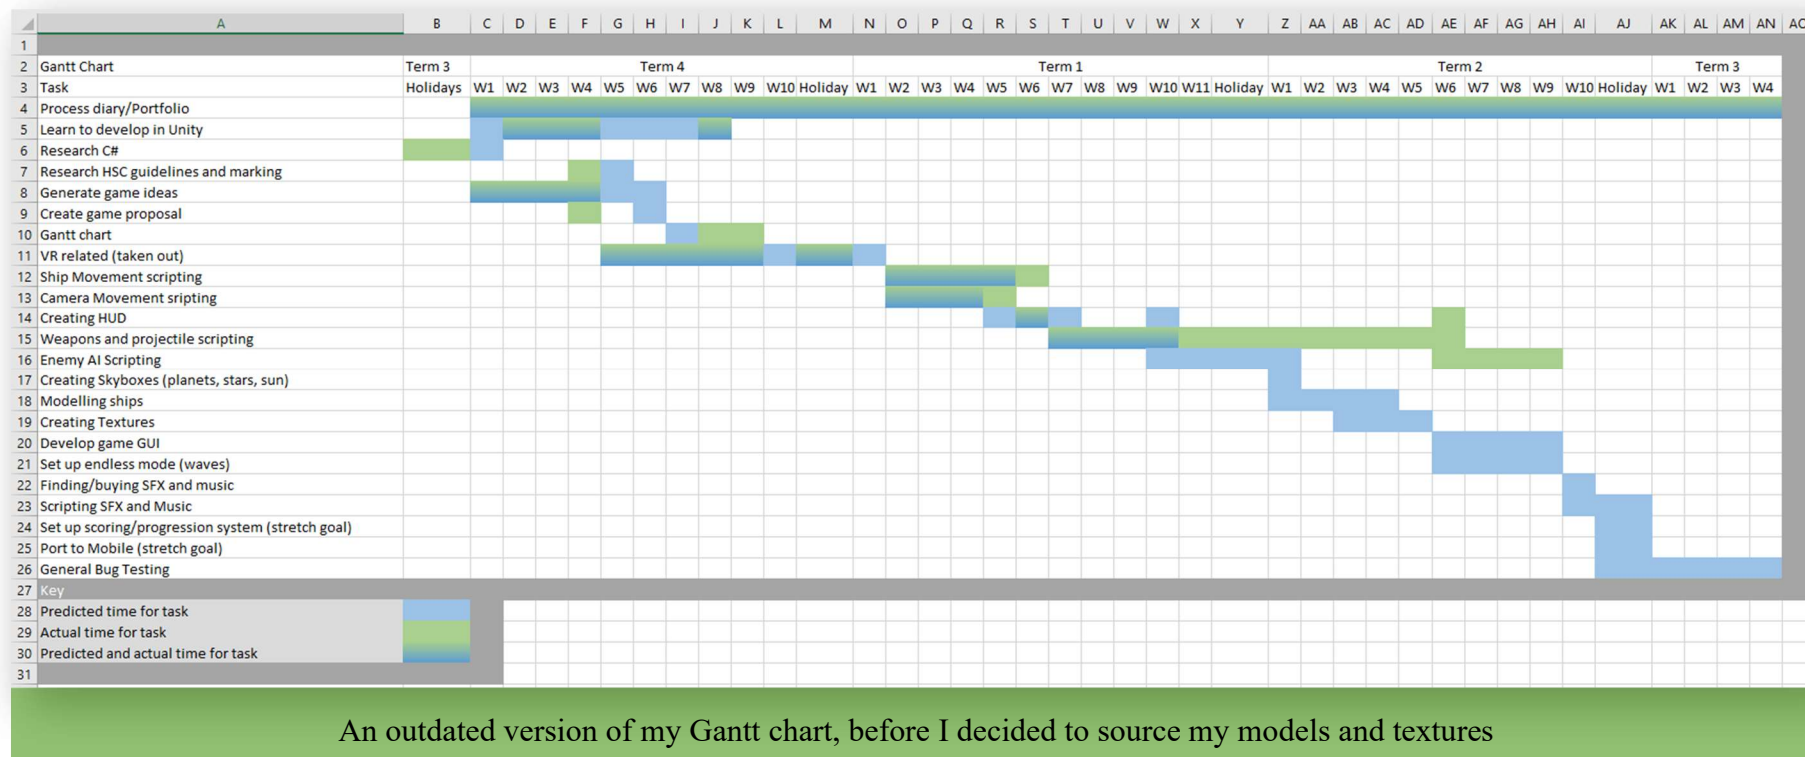 A B C D E F G H I J K L M N O P Q R S T U V W X Y Z AA AB AC AD AE AF AG AH AI AJ AK AL AM AN AO
1
2 Gantt Chart Term 3 Term 4 Term 1 Term 2 Term 3
3 Task Holidays W1 W2 W3 W4 W5 W6 W7 W8 W9 W10 Holiday W1 W2 W3 W4 W5 W6 W7 W8 W9 W10 W11 Holiday W1 W2 W3 W4 W5 W6 W7 W8 W9 W10 Holiday W1 W2 W3 W4
4 Process diary/Portfolio
5 Learn to develop in Unity
6 Research C#
7 Research HSC guidelines and marking
8 Generate game ideas
9 Create game proposal
10 Gantt chart
11 VR related (taken out)
12 Ship Movement scripting
13 Camera Movement sripting
14 Creating HUD
15 Weapons and projectile scripting
16 Enemy AI Scripting
17 Creating Skyboxes (planets, stars, sun)
18 Modelling ships
19 Creating Textures
20 Develop game GUI
21 Set up endless mode (waves)
22 Finding/buying SFX and music
23 Scripting SFX and Music
24 Set up scoring/progression system (stretch goal)
25 Port to Mobile (stretch goal)
26 General Bug Testing
27 Key
28 Predicted time for task
29 Actual time for task
30 Predicted and actual time for task
31
An outdated version of my Gantt chart, before I decided to source my models and textures